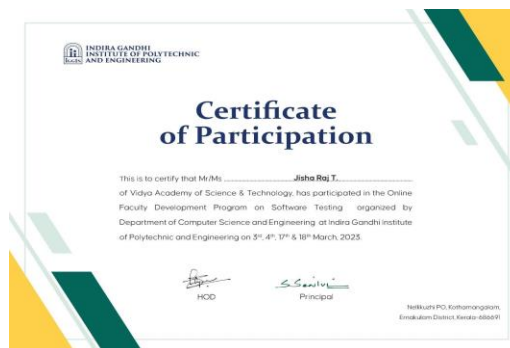 INDIRA GANDHI
INSTITUTE OF POLYTECHNIC
AND ENGINEERING
Certificate
of Participation
This is to certify that Mr/Ms ........ Jisha Raj T. ........
of Vidya Academy of Science & Technology, has participated in the Online
Faculty Development Program on Software Testing organized by
Department of Computer Science and Engineering at Indira Gandhi institute
of Polytechnic and Engineering on 3rd, 4th, 17th & 18th March, 2023.
HOD
Principal
Nellikuzhi PO, Kothamangalam,
Ernakulam District, Kerala-686691